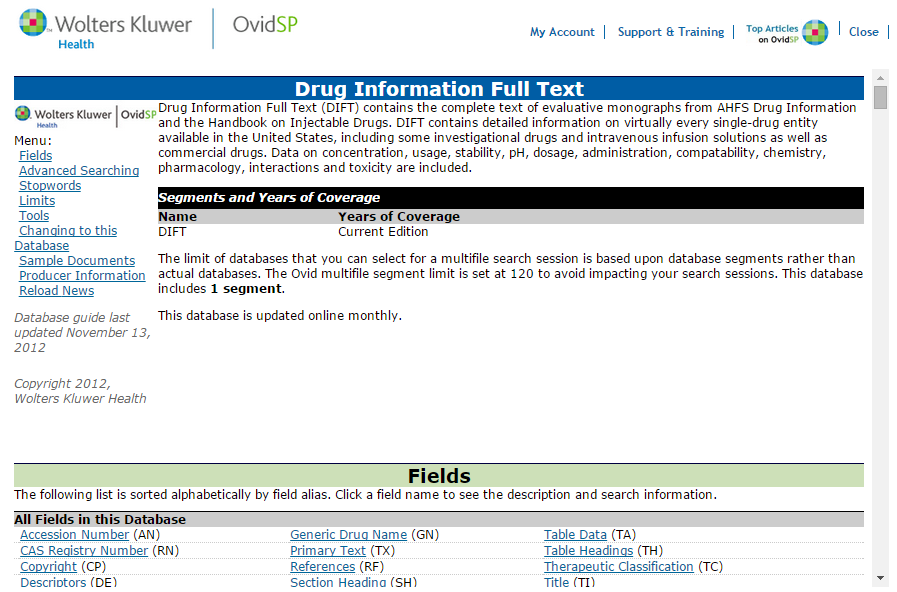 Wolters Kluwer
Health
OvidSP
My Account
Support & Training
Top Articles
on OvidSP
Close
Drug Information Full Text
Wolters Kluwer
Health
OvidSP
Menu:
Fields
Advanced Searching
Stopwords
Limits
Tools
Changing to this
Database
Sample Documents
Producer Information
Reload News
Database guide last
updated November 13,
2012
Copyright 2012,
Wolters Kluwer Health
Drug Information Full Text (DIFT) contains the complete text of evaluative monographs from AHFS Drug Information
and the Handbook on Injectable Drugs. DIFT contains detailed information on virtually every single-drug entity
available in the United States, including some investigational drugs and intravenous infusion solutions as well as
commercial drugs. Data on concentration, usage, stability, pH, dosage, administration, compatability, chemistry,
pharmacology, interactions and toxicity are included.
Segments and Years of Coverage
Name Years of Coverage
DIFT Current Edition
The limit of databases that you can select for a multifile search session is based upon database segments rather than
actual databases. The Ovid multifile segment limit is set at 120 to avoid impacting your search sessions. This database
includes 1 segment.
This database is updated online monthly.
Fields
The following list is sorted alphabetically by field alias. Click a field name to see the description and search information.
All Fields in this Database
Accession Number (AN) Generic Drug Name (GN) Table Data (TA)
CAS Registry Number (RN) Primary Text (TX) Table Headings (TH)
Copyright (CP) References (RF) Therapeutic Classification (TC)
Descriptors (DE) Section Heading (SH) Title (TI)